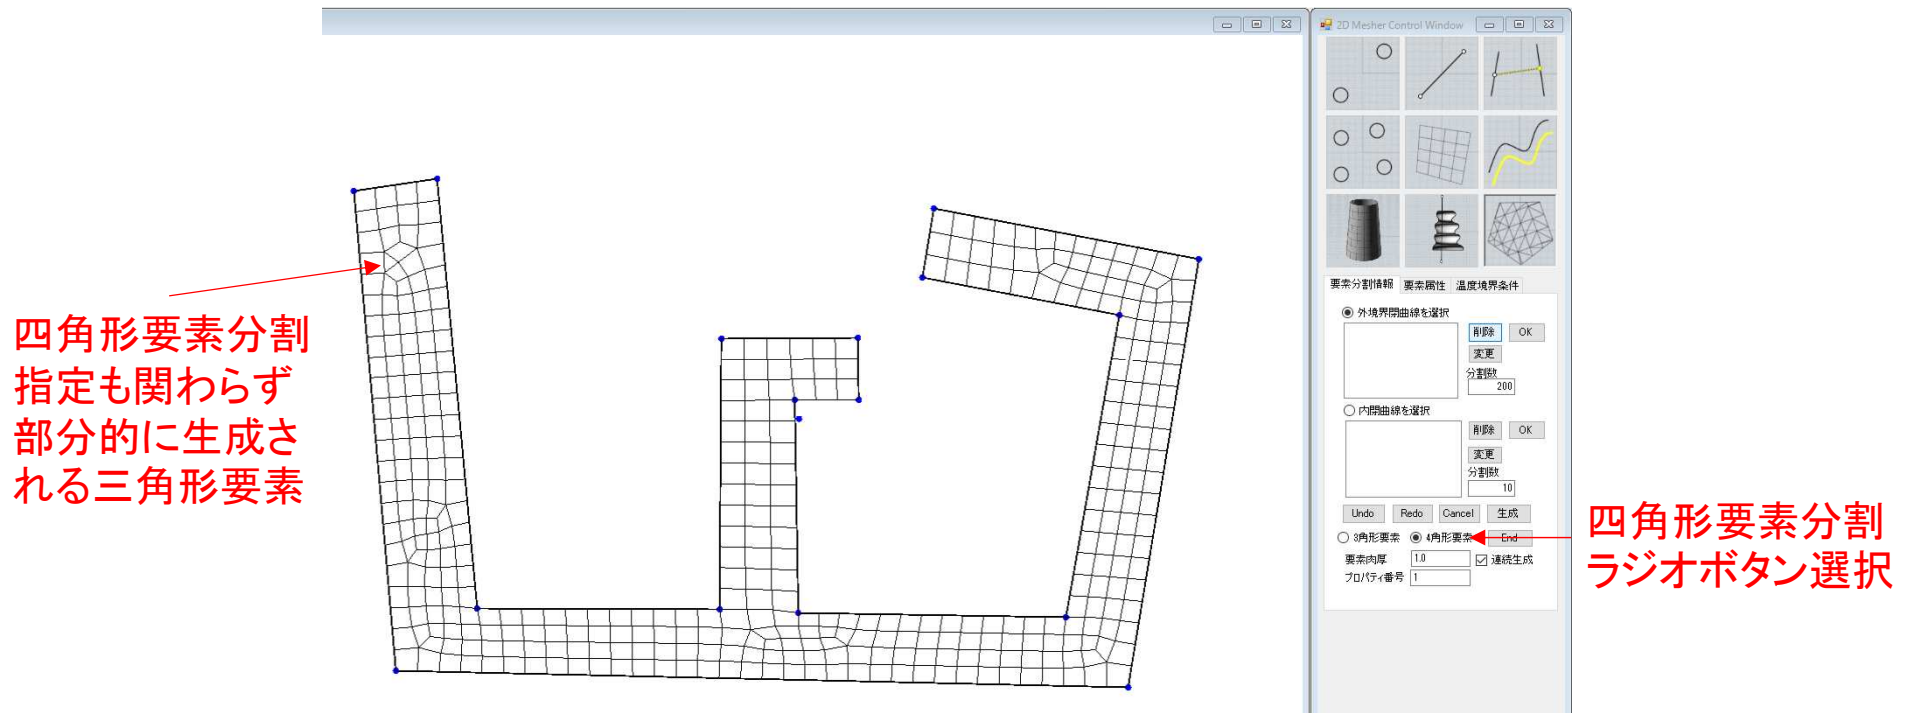 2D Mesher Control Window
四角形要素分割
指定も関わらず
部分的に生成さ
れる三角形要素
要素分割情報 要素属性 温度境界条件
外境界閉曲線を選択
削除 OK
変更
分割数
200
内閉曲線を選択
削除 OK
変更
分割数
10
Undo Redo Cancel 生成
3角形要素 4角形要素 End
要素肉厚 1.0 連続生成
プロパティ番号 1
四角形要素分割
ラジオボタン選択